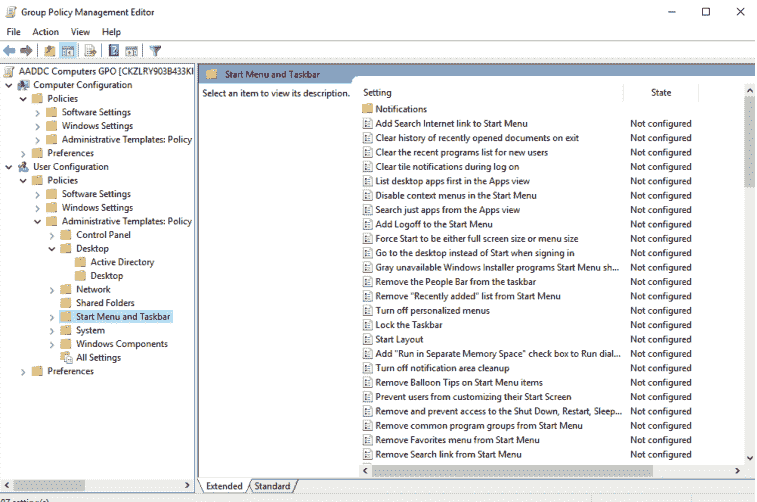 Group Policy Management Editor
File Action View Help
AADDC Computers GPO [CKZLRY903B433KI
Computer Configuration
Policies
Software Settings
Windows Settings
Administrative Templates: Policy
Preferences
User Configuration
Policies
Software Settings
Windows Settings
Administrative Templates: Policy
Control Panel
Desktop
Active Directory
Desktop
Network
Shared Folders
Start Menu and Taskbar
System
Windows Components
All Settings
Preferences
Start Menu and Taskbar
Select an item to view its description.
Setting State
Notifications
Add Search Internet link to Start Menu Not configured
Clear history of recently opened documents on exit Not configured
Clear the recent programs list for new users Not configured
Clear tile notifications during log on Not configured
List desktop apps first in the Apps view Not configured
Disable context menus in the Start Menu Not configured
Search just apps from the Apps view Not configured
Add Logoff to the Start Menu Not configured
Force Start to be either full screen size or menu size Not configured
Go to the desktop instead of Start when signing in Not configured
Gray unavailable Windows Installer programs Start Menu sh... Not configured
Remove the People Bar from the taskbar Not configured
Remove "Recently added" list from Start Menu Not configured
Turn off personalized menus Not configured
Lock the Taskbar Not configured
Start Layout Not configured
Add "Run in Separate Memory Space" check box to Run dial... Not configured
Turn off notification area cleanup Not configured
Remove Balloon Tips on Start Menu items Not configured
Prevent users from customizing their Start Screen Not configured
Remove and prevent access to the Shut Down, Restart, Sleep... Not configured
Remove common program groups from Start Menu Not configured
Remove Favorites menu from Start Menu Not configured
Remove Search link from Start Menu Not configured
Extended Standard